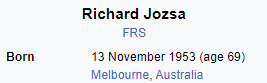 Richard Jozsa
FRS
Born 13 November 1953 (age 69)
Melbourne, Australia